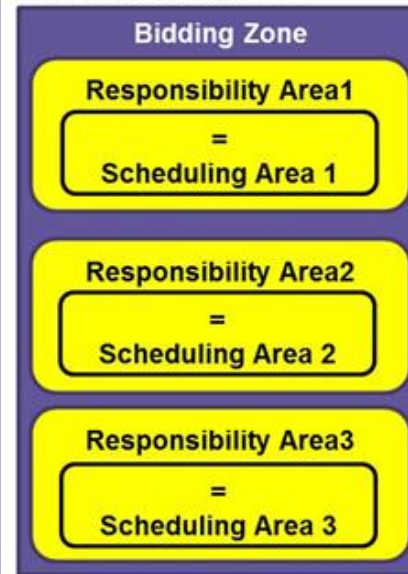 Bidding Zone
Responsibility Area1
=
Scheduling Area 1
Responsibility Area2
=
Scheduling Area 2
Responsibility Area3
=
Scheduling Area 3